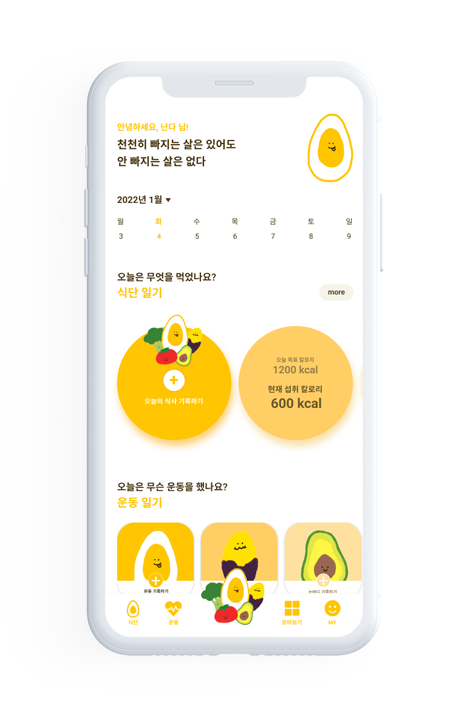 안녕하세요, 난다 님!
천천히 빠지는 살은 있어도
안 빠지는 살은 없다
2022년 1월
월 화 수 목 금 토 일
3 4 5 6 7 8 9
오늘은 무엇을 먹었나요?
식단 일기
more
오늘의 식사 기록하기
오늘 목표 칼로리
1200 kcal
현재 섭취 칼로리
600 kcal
오늘은 무슨 운동을 했나요?
운동 일기
운동 기록하기
눈바디 기록하기
식단 운동 모아보기 MY